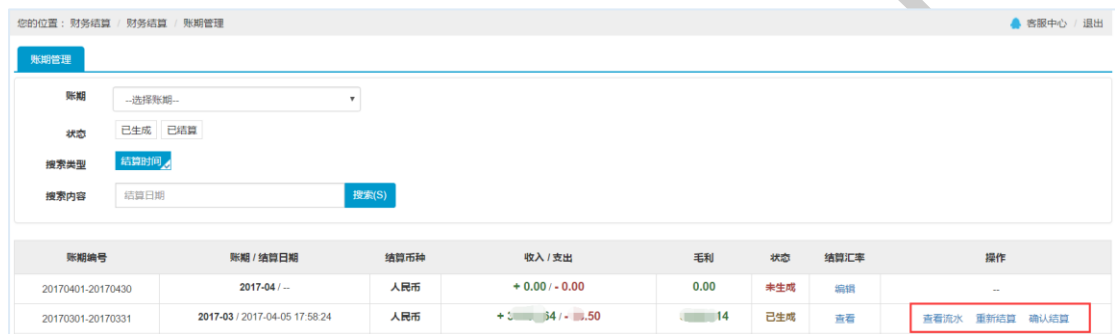 您的位置： 财务结算 / 财务结算 / 账期管理 客服中心 / 退出
账期管理
账期 --选择账期--
状态 已生成 已结算
搜索类型 结算时间
搜索内容 结算日期 搜索(S)
账期编号 账期 / 结算日期 结算币种 收入 / 支出 毛利 状态 结算汇率 操作
20170401-20170430 2017-04 / -- 人民币 + 0.00 / - 0.00 0.00 未生成 编辑 --
20170301-20170331 2017-03 / 2017-04-05 17:58:24 人民币 + 64 / - .50 14 已生成 查看 查看流水 重新结算 确认结算